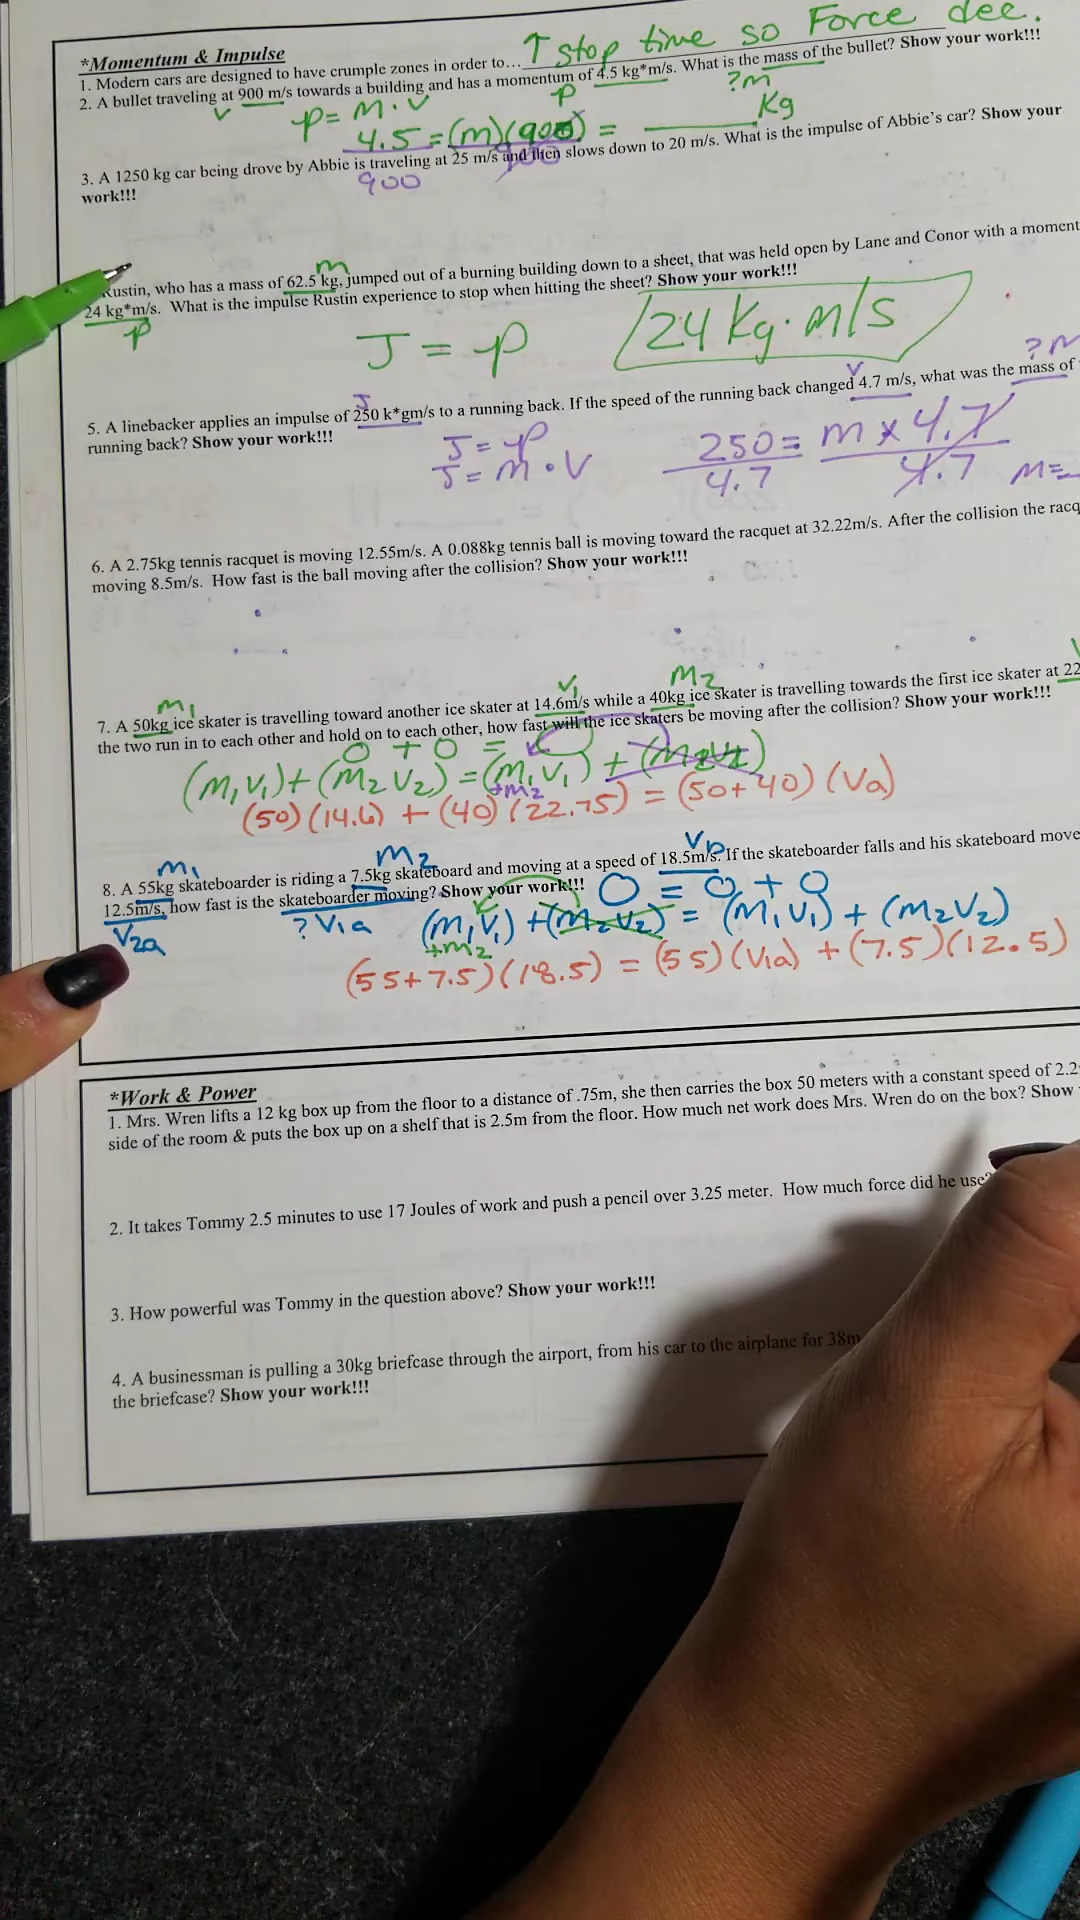 ↑ stop time so Force dec.
*Momentum & Impulse
1. Modern cars are designed to have crumple zones in order to…
2. A bullet traveling at 900 m/s towards a building and has a momentum of 4.5 kg*m/s. What is the mass of the bullet? Show your work!!!
v p ?m
p= m · v
4.5 = (m)(900) = ______ Kg
900 900
3. A 1250 kg car being drove by Abbie is traveling at 25 m/s and then slows down to 20 m/s. What is the impulse of Abbie's car? Show your
work!!!
m
Rustin, who has a mass of 62.5 kg, jumped out of a burning building down to a sheet, that was held open by Lane and Conor with a moment
24 kg*m/s. What is the impulse Rustin experience to stop when hitting the sheet? Show your work!!!
p
J = p 24 Kg·m/s
J v ?m
5. A linebacker applies an impulse of 250 k*gm/s to a running back. If the speed of the running back changed 4.7 m/s, what was the mass of
running back? Show your work!!!
J = p
J = m · v
250 = m x 4.7
4.7 4.7 m=
6. A 2.75kg tennis racquet is moving 12.55m/s. A 0.088kg tennis ball is moving toward the racquet at 32.22m/s. After the collision the racq
moving 8.5m/s. How fast is the ball moving after the collision? Show your work!!!
m1 v1 m2
7. A 50kg ice skater is travelling toward another ice skater at 14.6m/s while a 40kg ice skater is travelling towards the first ice skater at 22
the two run in to each other and hold on to each other, how fast will the ice skaters be moving after the collision? Show your work!!!
0 + 0 =
(m1v1) + (m2v2) = (m1v1) + (m2v2)
+m2
(50)(14.6) + (40)(22.75) = (50+40)(va)
m1 m2 vb
8. A 55kg skateboarder is riding a 7.5kg skateboard and moving at a speed of 18.5m/s. If the skateboarder falls and his skateboard move
12.5m/s, how fast is the skateboarder moving? Show your work!!!
0 = 0 + 0
v2a ? v1a
(m1v1) + (m2v2) = (m1v1) + (m2v2)
+m2
(55+7.5)(18.5) = (55)(v1a) + (7.5)(12.5)
*Work & Power
1. Mrs. Wren lifts a 12 kg box up from the floor to a distance of .75m, she then carries the box 50 meters with a constant speed of 2.2
side of the room & puts the box up on a shelf that is 2.5m from the floor. How much net work does Mrs. Wren do on the box? Show
2. It takes Tommy 2.5 minutes to use 17 Joules of work and push a pencil over 3.25 meter. How much force did he use?
3. How powerful was Tommy in the question above? Show your work!!!
4. A businessman is pulling a 30kg briefcase through the airport, from his car to the airplane for 38m
the briefcase? Show your work!!!